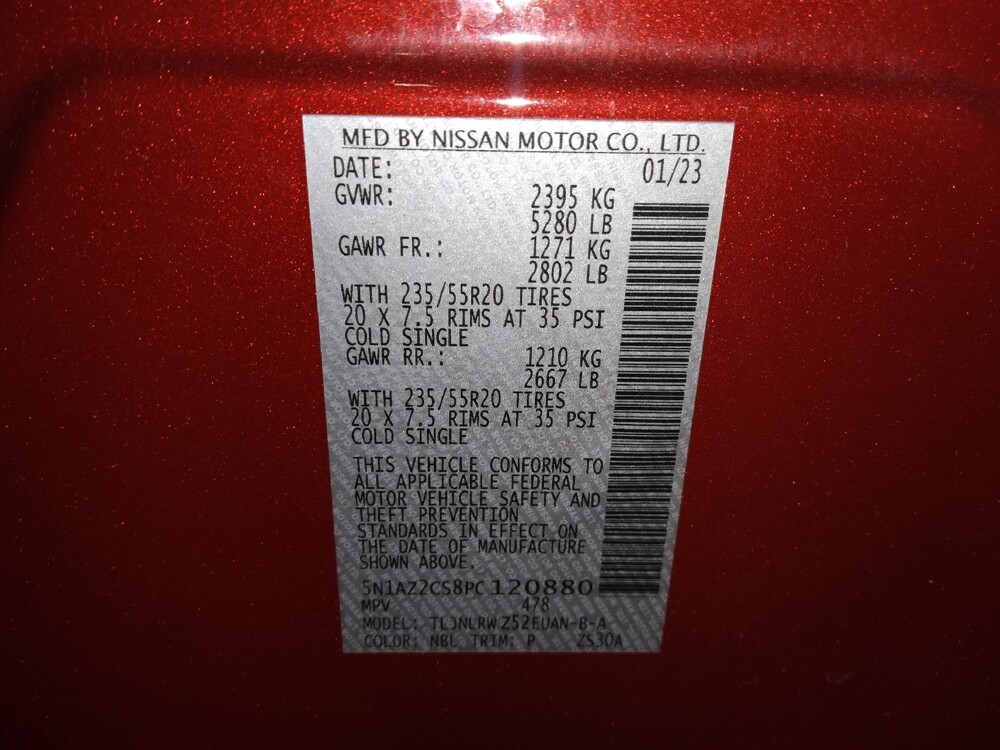 MFD BY NISSAN MOTOR CO., LTD.
DATE: 01/23
GVWR: 2395 KG
5280 LB
GAWR FR.: 1271 KG
2802 LB
WITH 235/55R20 TIRES
20 X 7.5 RIMS AT 35 PSI
COLD SINGLE
GAWR RR.: 1210 KG
2667 LB
WITH 235/55R20 TIRES
20 X 7.5 RIMS AT 35 PSI
COLD SINGLE
THIS VEHICLE CONFORMS TO
ALL APPLICABLE FEDERAL
MOTOR VEHICLE SAFETY AND
THEFT PREVENTION
STANDARDS IN EFFECT ON
THE DATE OF MANUFACTURE
SHOWN ABOVE.
5N1AZ2CS8PC120880
MPV 478
MODEL:
COLOR: NBL TRIM: P ZS30A